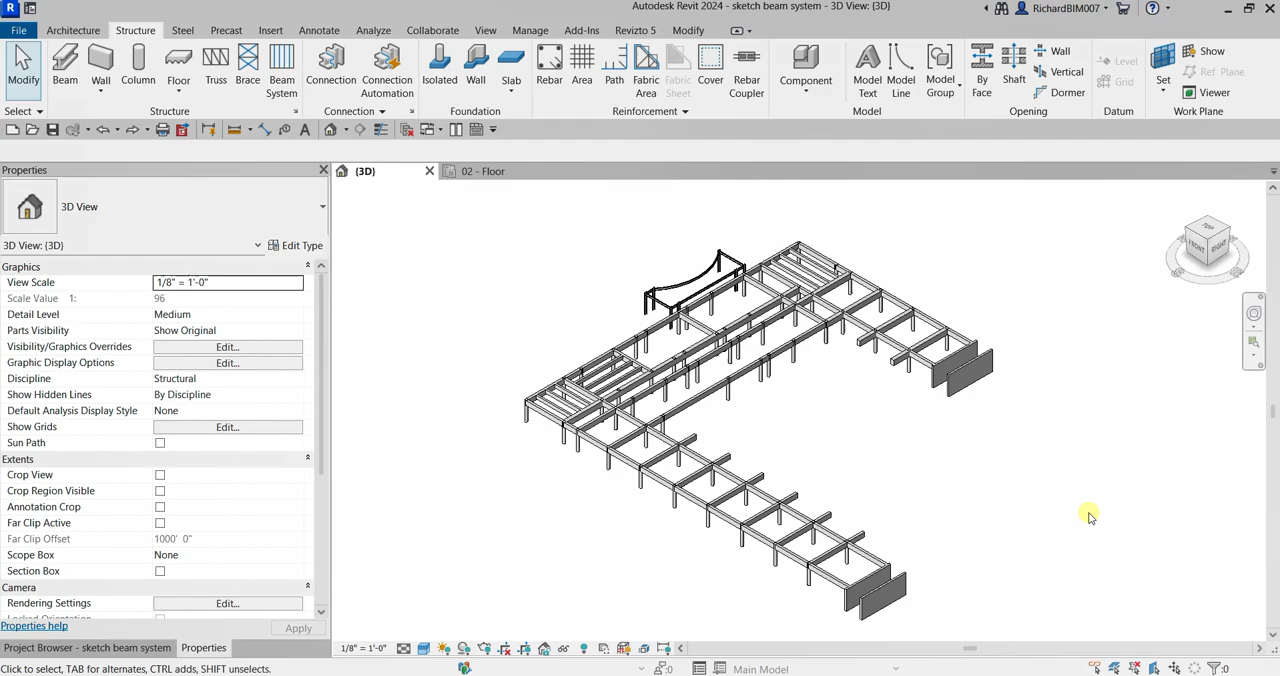 Autodesk Revit 2024 - sketch beam system - 3D View: {3D}
RichardBIM007
File Architecture Structure Steel Precast Insert Annotate Analyze Collaborate View Manage Add-Ins Revizto 5 Modify
Modify Beam Wall Column Floor Truss Brace Beam System Connection Connection Automation Isolated Wall Slab Rebar Area Path Fabric Area Fabric Sheet Cover Rebar Coupler Component Model Text Model Line Model Group By Face Shaft Wall Vertical Dormer Level Grid Set Show Ref Plane Viewer
Select Structure Connection Foundation Reinforcement Model Opening Datum Work Plane
Properties
{3D}
02 - Floor
3D View
3D View: {3D} Edit Type
Graphics
View Scale 1/8" = 1'-0"
Scale Value 1: 96
Detail Level Medium
Parts Visibility Show Original
Visibility/Graphics Overrides Edit...
Graphic Display Options Edit...
Discipline Structural
Show Hidden Lines By Discipline
Default Analysis Display Style None
Show Grids Edit...
Sun Path
Extents
Crop View
Crop Region Visible
Annotation Crop
Far Clip Active
Far Clip Offset 1000' 0"
Scope Box None
Section Box
Camera
Rendering Settings Edit...
Properties help Apply
TOP
FRONT RIGHT
Project Browser - sketch beam system Properties
1/8" = 1'-0"
Click to select, TAB for alternates, CTRL adds, SHIFT unselects.
:0
Main Model
:0